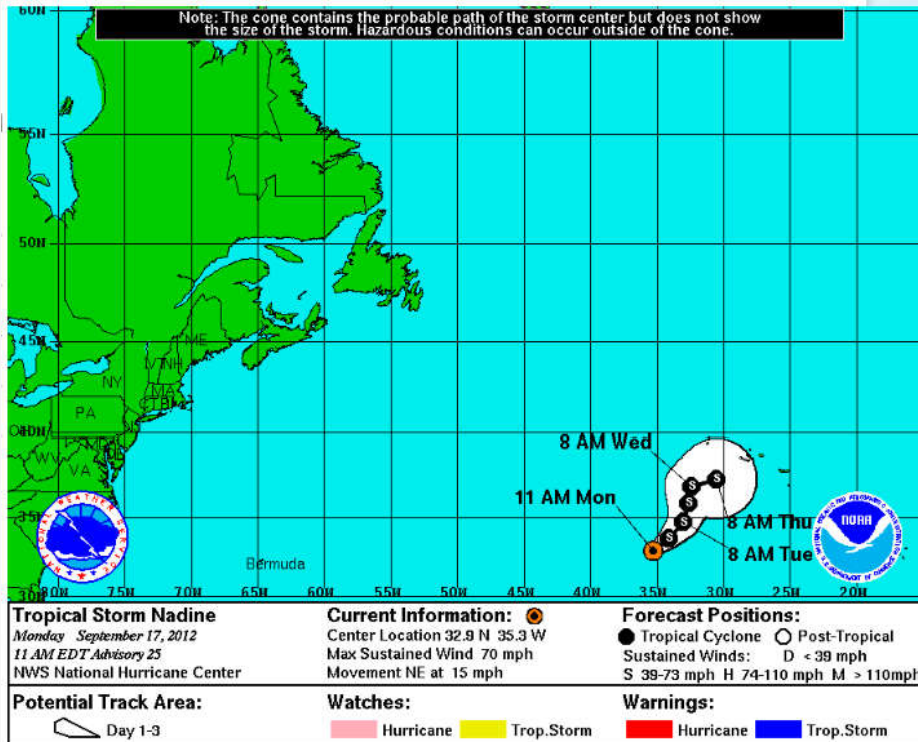 Note: The cone contains the probable path of the storm center but does not show
the size of the storm. Hazardous conditions can occur outside of the cone.
60N
55N
50N
45N
ME
VT NH
NY
MA
PA
40N
8 AM Wed
WV
VA
11 AM Mon
35N
8 AM Thu
8 AM Tue
NOAA
Bermuda
30N
80W 75W 70W 65W 60W 55W 50W 45W 40W 35W 30W 25W 20W
S
S
S
S
S
NATIONAL WEATHER SERVICE
Tropical Storm Nadine
Monday September 17, 2012
11 AM EDT Advisory 25
NWS National Hurricane Center
Current Information:
Center Location 32.9 N 35.3 W
Max Sustained Wind 70 mph
Movement NE at 15 mph
Forecast Positions:
Tropical Cyclone Post-Tropical
Sustained Winds: D < 39 mph
S 39-73 mph H 74-110 mph M > 110mph
Potential Track Area:
Day 1-3
Watches:
Hurricane Trop.Storm
Warnings:
Hurricane Trop.Storm